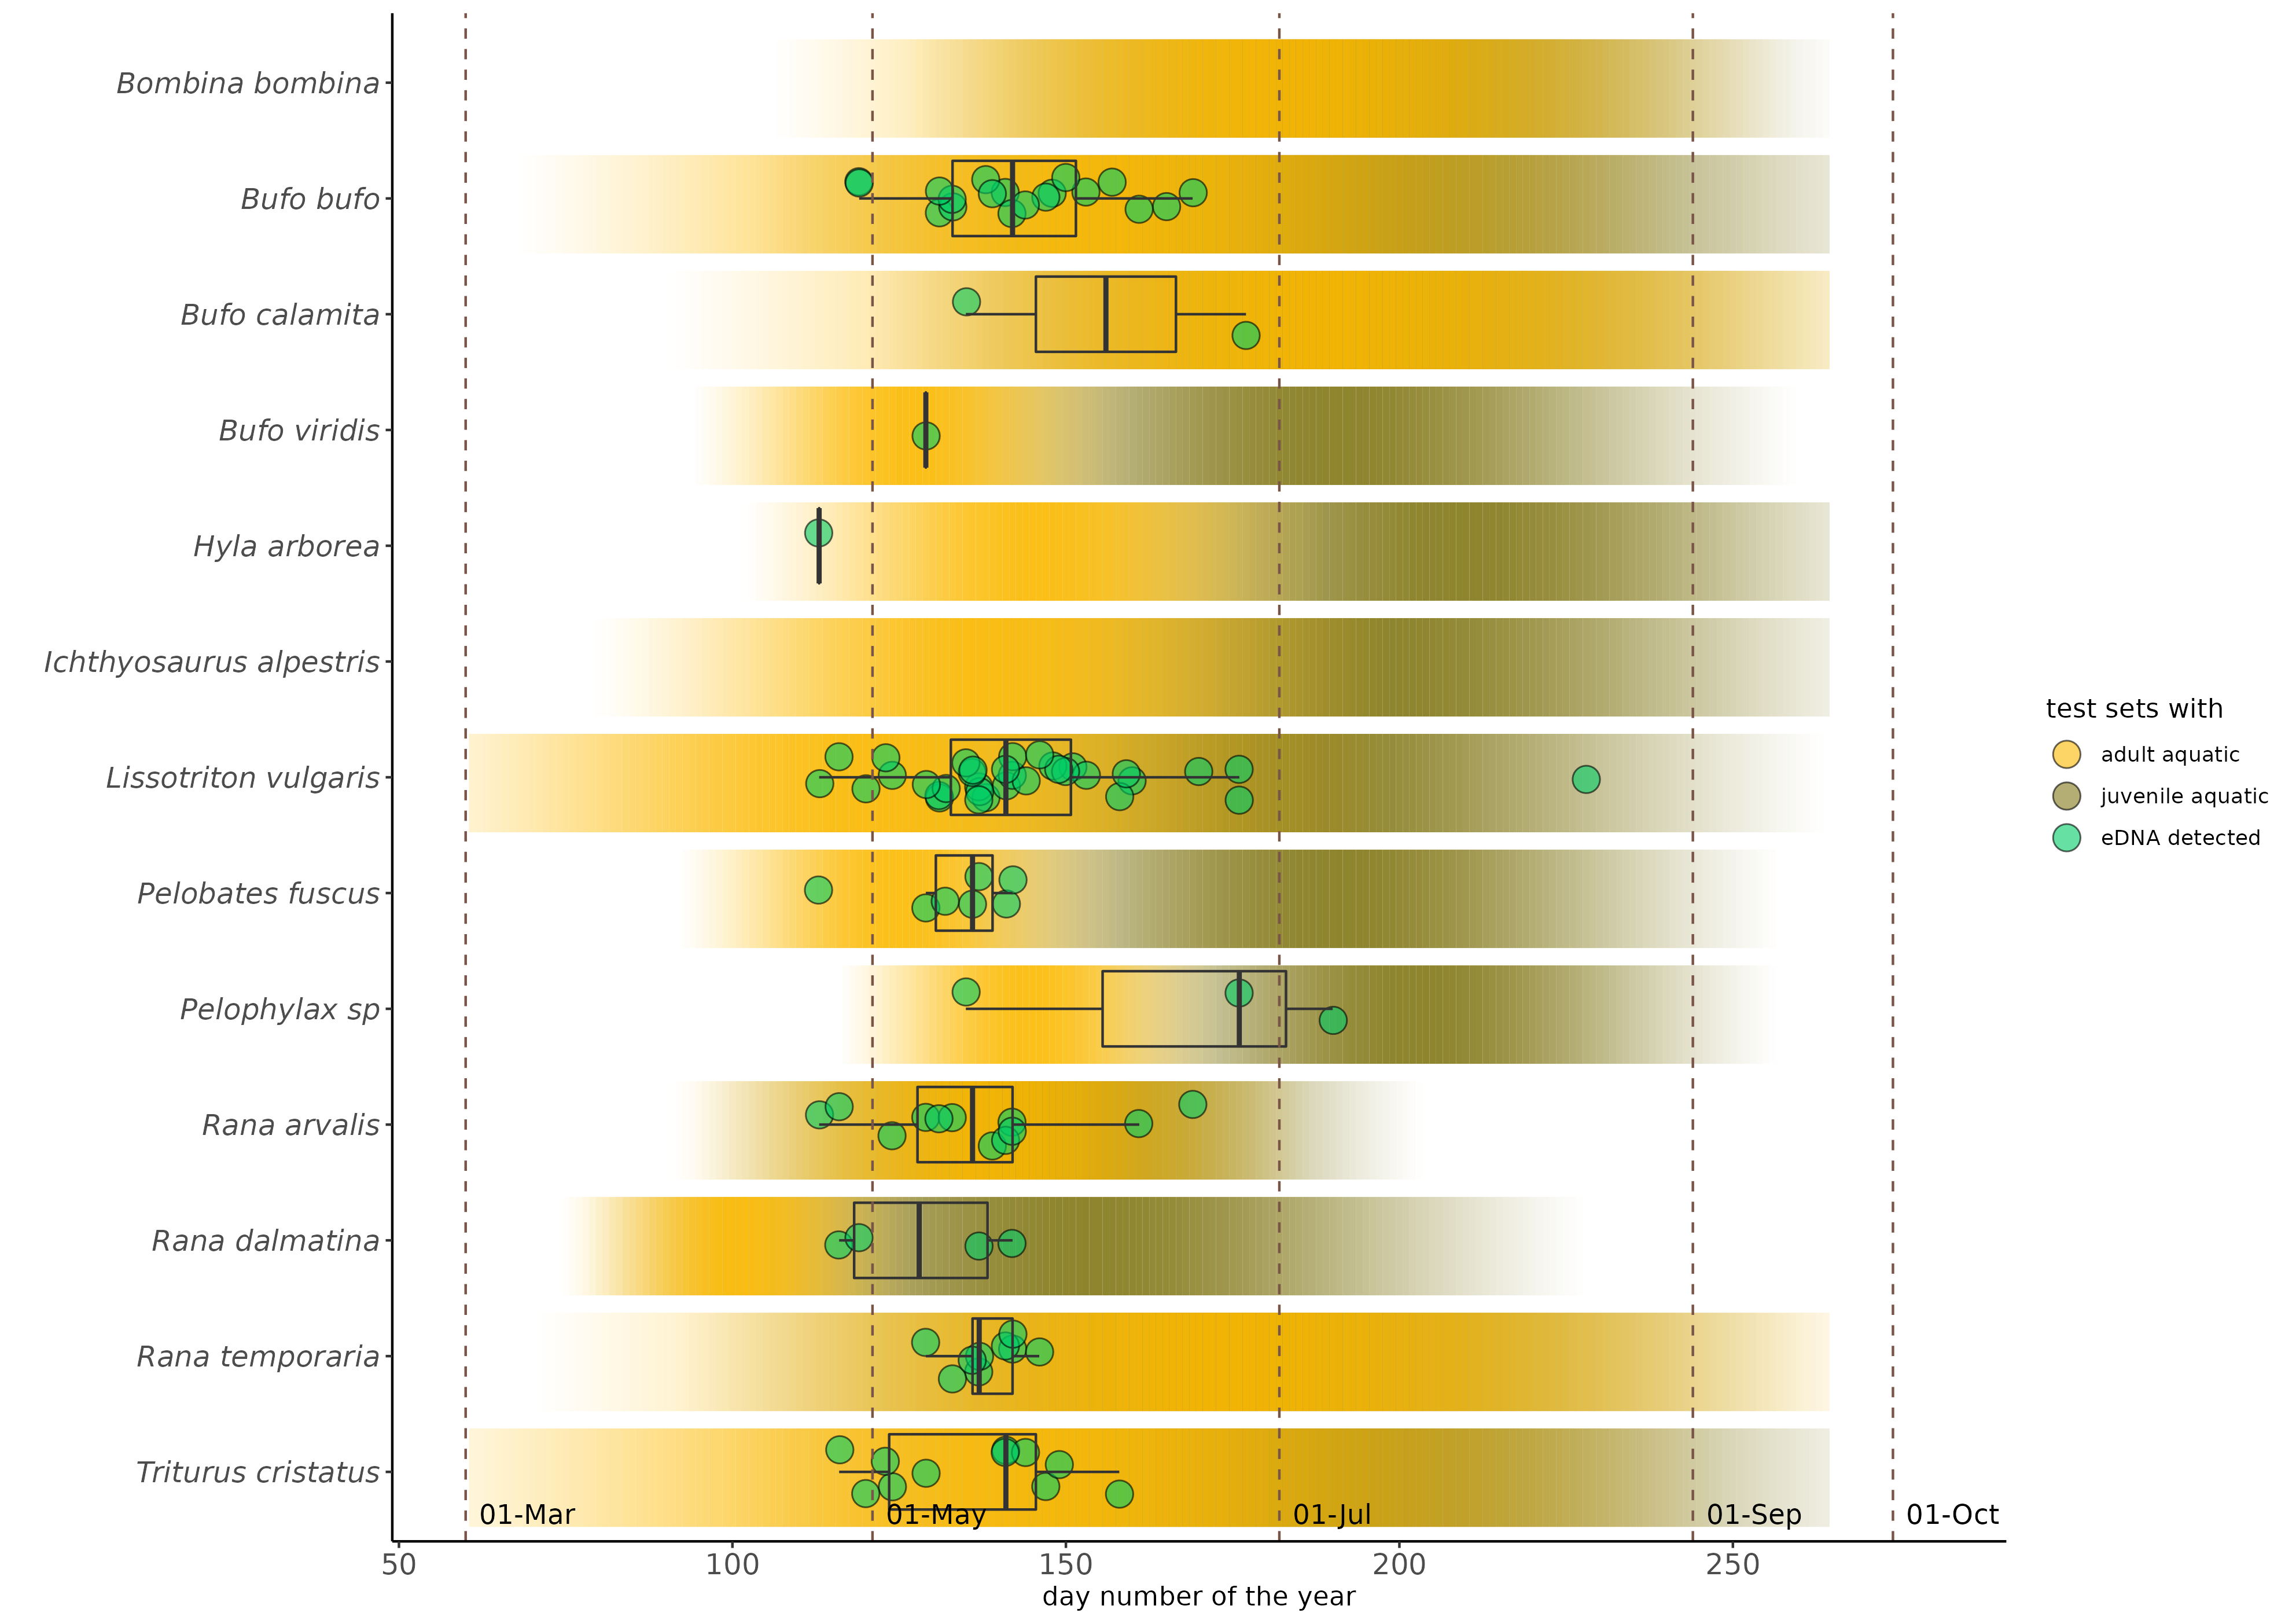 Bombina bombina
Bufo bufo
Bufo calamita
Bufo viridis
Hyla arborea
Ichthyosaurus alpestris
Lissotriton vulgaris
Pelobates fuscus
Pelophylax sp
Rana arvalis
Rana dalmatina
Rana temporaria
Triturus cristatus
01-Mar
01-May
01-Jul
01-Sep
01-Oct
50
100
150
200
250
day number of the year
test sets with
adult aquatic
juvenile aquatic
eDNA detected